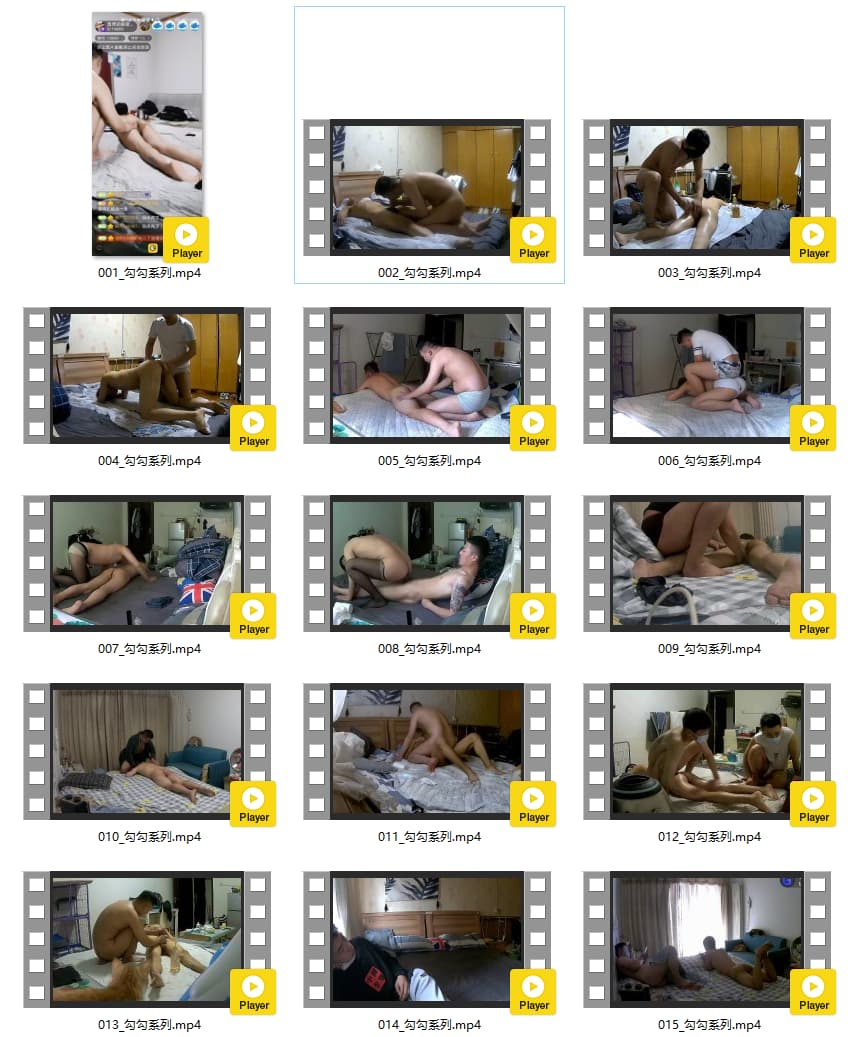 Player
001_勾勾系列.mp4
Player
002_勾勾系列.mp4
Player
003_勾勾系列.mp4
Player
004_勾勾系列.mp4
Player
005_勾勾系列.mp4
Player
006_勾勾系列.mp4
Player
007_勾勾系列.mp4
Player
008_勾勾系列.mp4
Player
009_勾勾系列.mp4
Player
010_勾勾系列.mp4
Player
011_勾勾系列.mp4
Player
012_勾勾系列.mp4
Player
013_勾勾系列.mp4
Player
014_勾勾系列.mp4
Player
015_勾勾系列.mp4